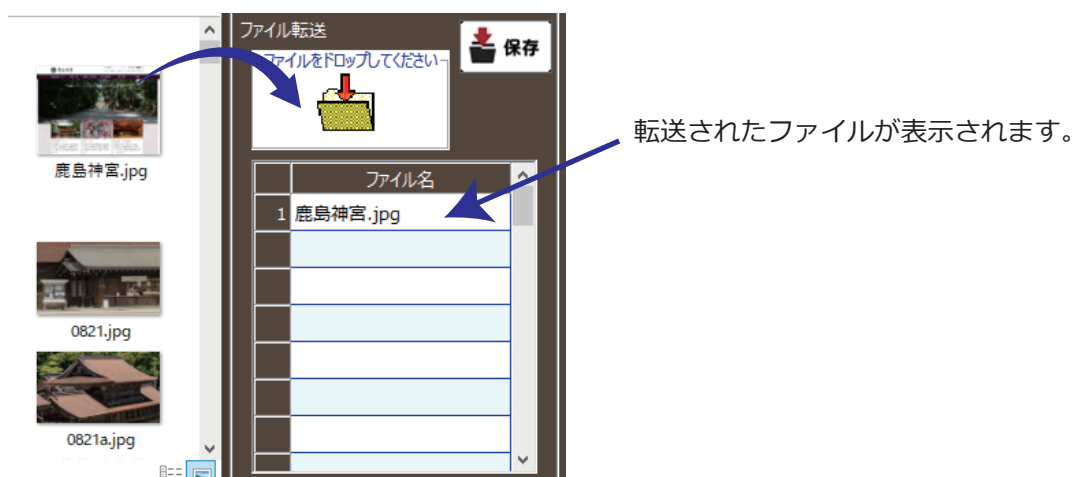 ファイル転送
保存
ファイルをドロップしてください
鹿島神宮.jpg
転送されたファイルが表示されます。
ファイル名
1 鹿島神宮.jpg
0821.jpg
0821a.jpg